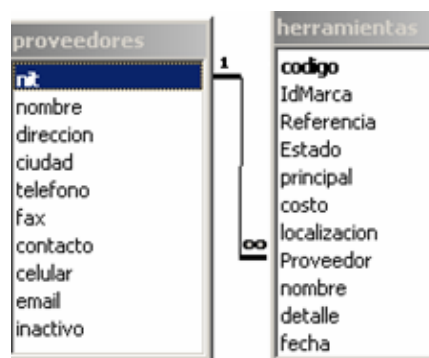 proveedores
nit
nombre
direccion
ciudad
telefono
fax
contacto
celular
email
inactivo
1
∞
herramientas
codigo
IdMarca
Referencia
Estado
principal
costo
localizacion
Proveedor
nombre
detalle
fecha